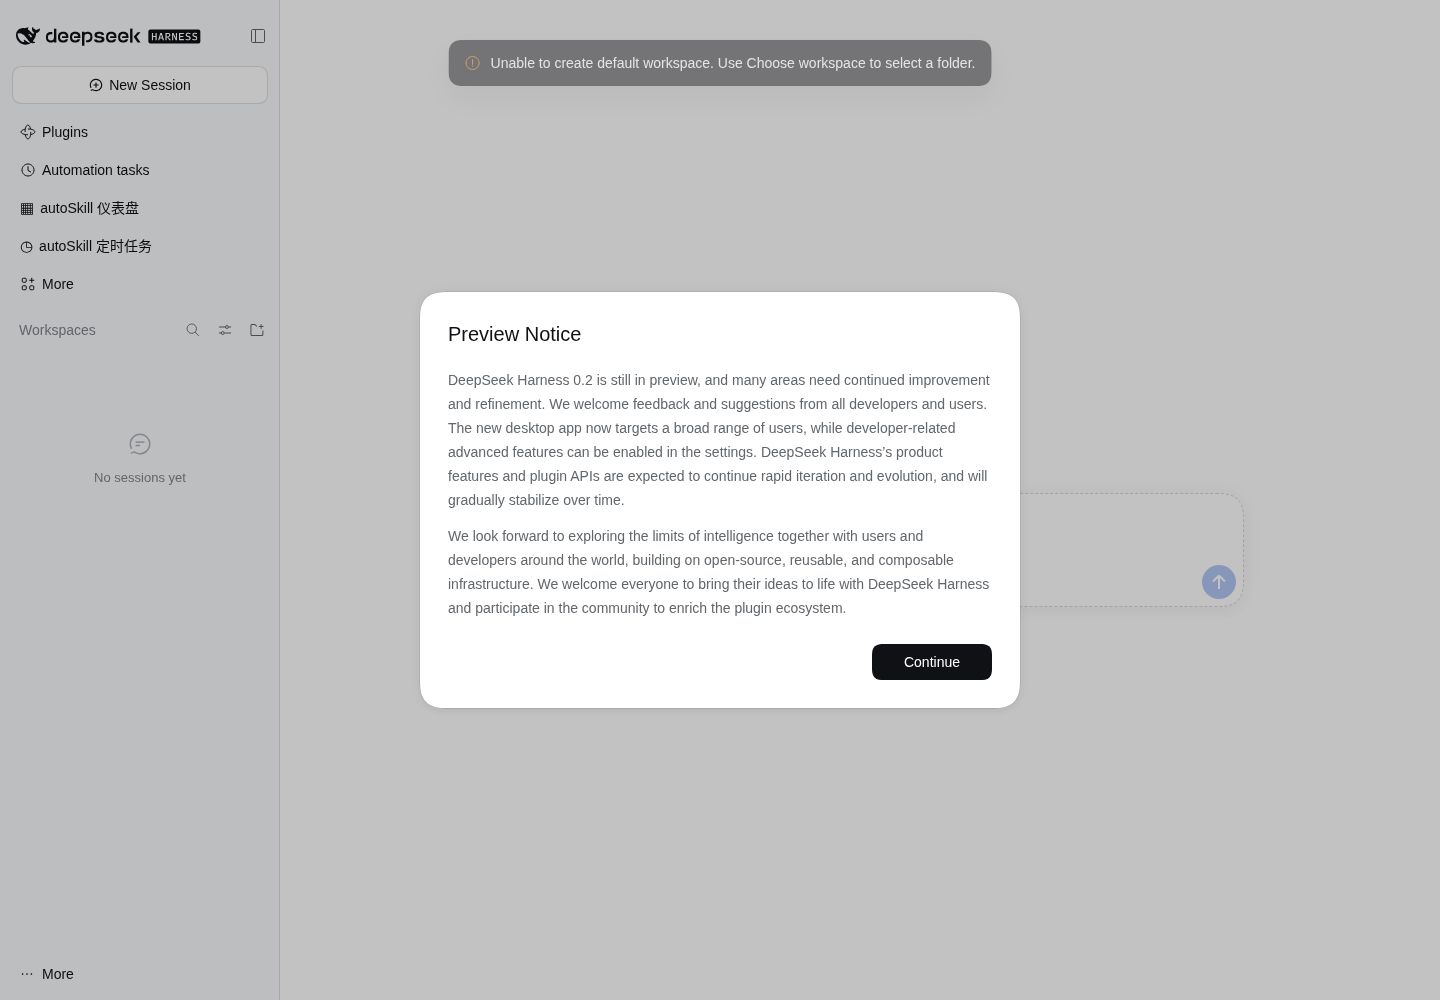 deepseek HARNESS
New Session
Plugins
Automation tasks
autoSkill 仪表盘
autoSkill 定时任务
More
Workspaces
No sessions yet
More
Unable to create default workspace. Use Choose workspace to select a folder.
Preview Notice
DeepSeek Harness 0.2 is still in preview, and many areas need continued improvement
and refinement. We welcome feedback and suggestions from all developers and users.
The new desktop app now targets a broad range of users, while developer-related
advanced features can be enabled in the settings. DeepSeek Harness’s product
features and plugin APIs are expected to continue rapid iteration and evolution, and will
gradually stabilize over time.
We look forward to exploring the limits of intelligence together with users and
developers around the world, building on open-source, reusable, and composable
infrastructure. We welcome everyone to bring their ideas to life with DeepSeek Harness
and participate in the community to enrich the plugin ecosystem.
Continue